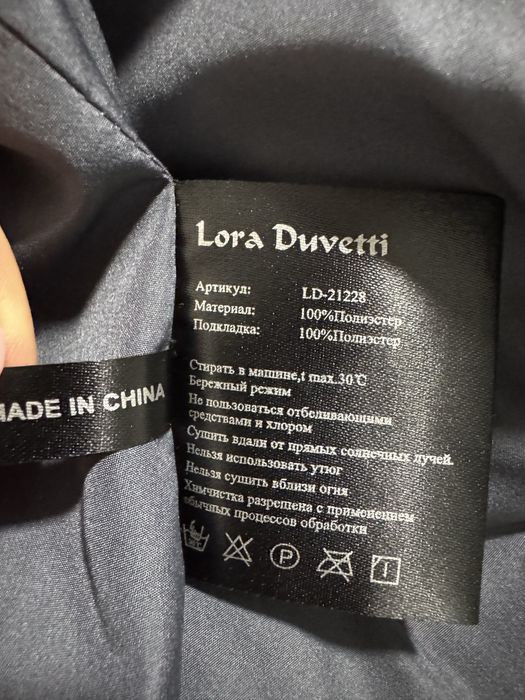 Lora Duvetti
Артикул: LD-21228
Материал: 100%Полиэстер
Подкладка: 100%Полиэстер
Стирать в машине,t max.30℃
Бережный режим
Не пользоваться отбеливающими
средствами и хлором
Сушить вдали от прямых солнечных лучей.
Нельзя использовать утюг
Нельзя сушить вблизи огня
Химчистка разрешена с применением
обычных процессов обработки
P
MADE IN CHINA